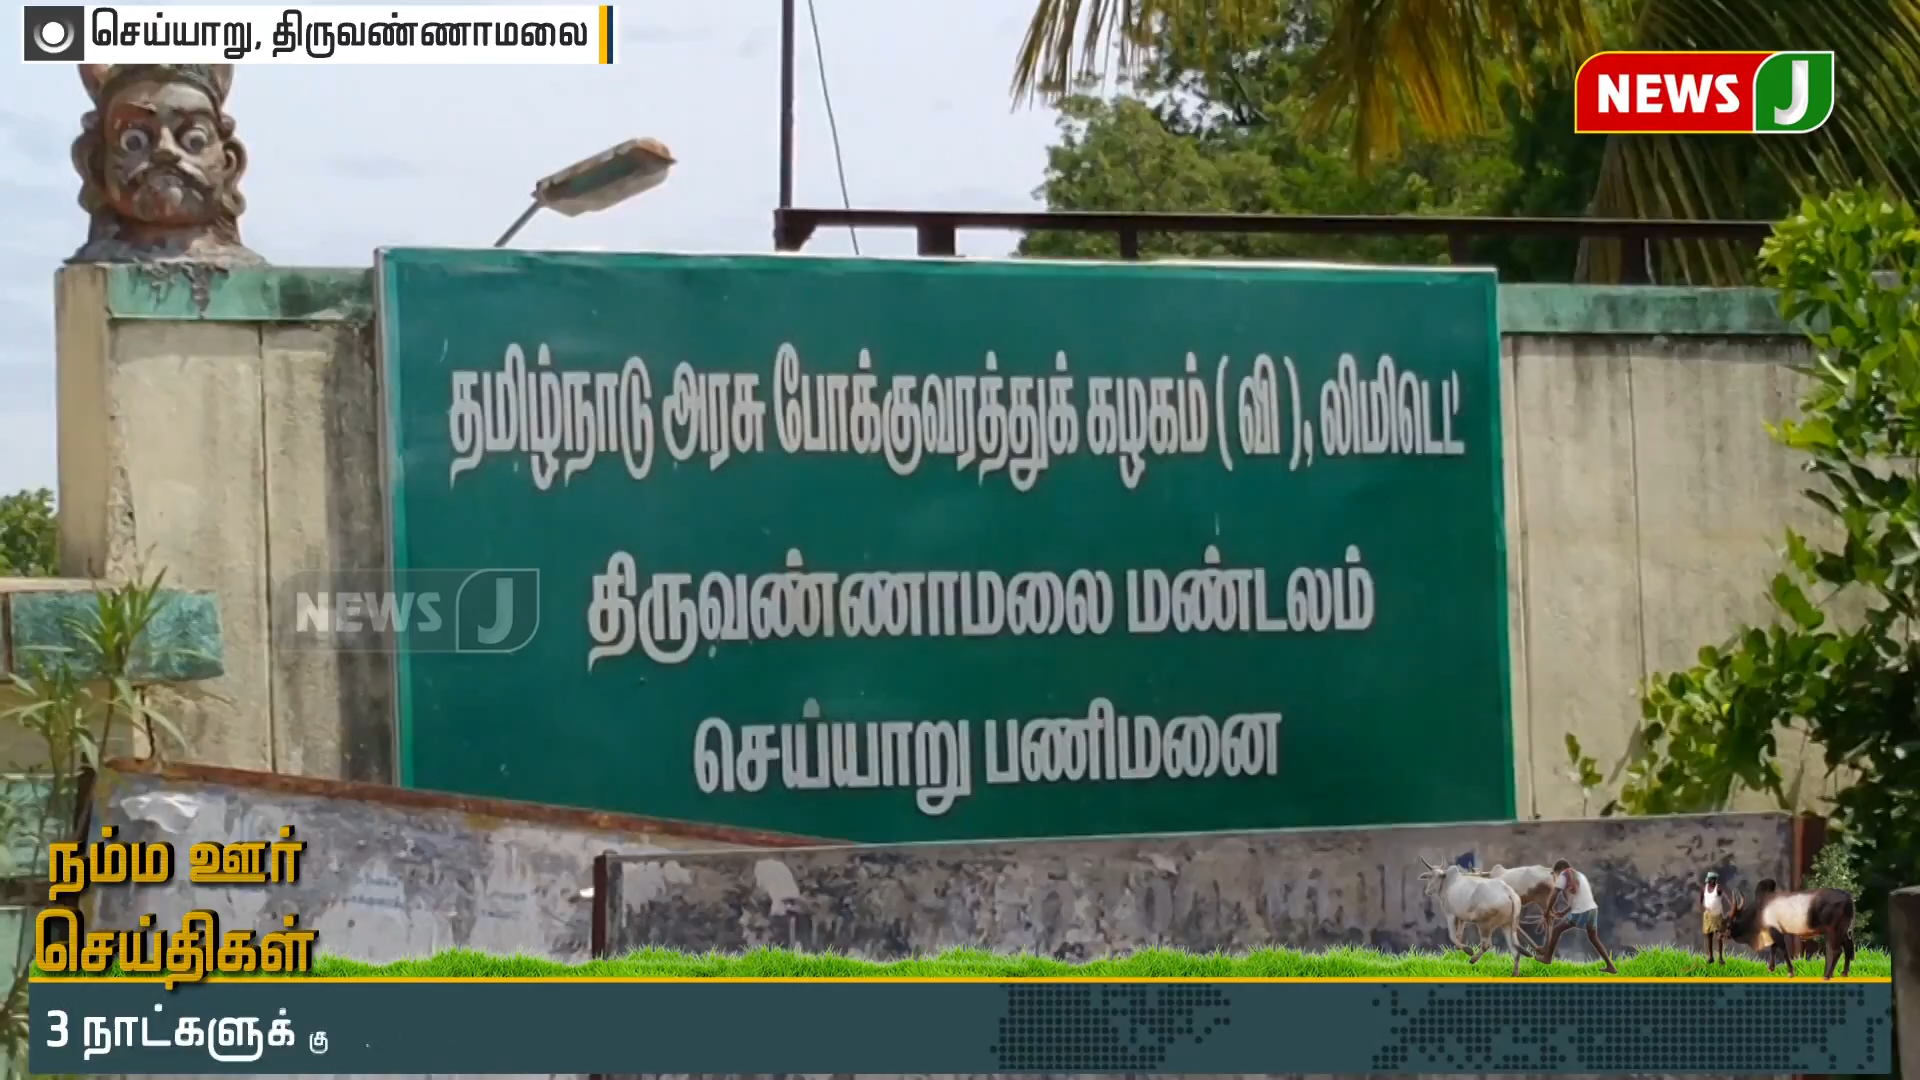 செய்யாறு, திருவண்ணாமலை
NEWS J
தமிழ்நாடு அரசு போக்குவரத்துக் கழகம் ( வி ), லிமிடெட்
திருவண்ணாமலை மண்டலம்
NEWS J
செய்யாறு பணிமனை
நம்ம ஊர்
செய்திகள்
3 நாட்களுக் கு